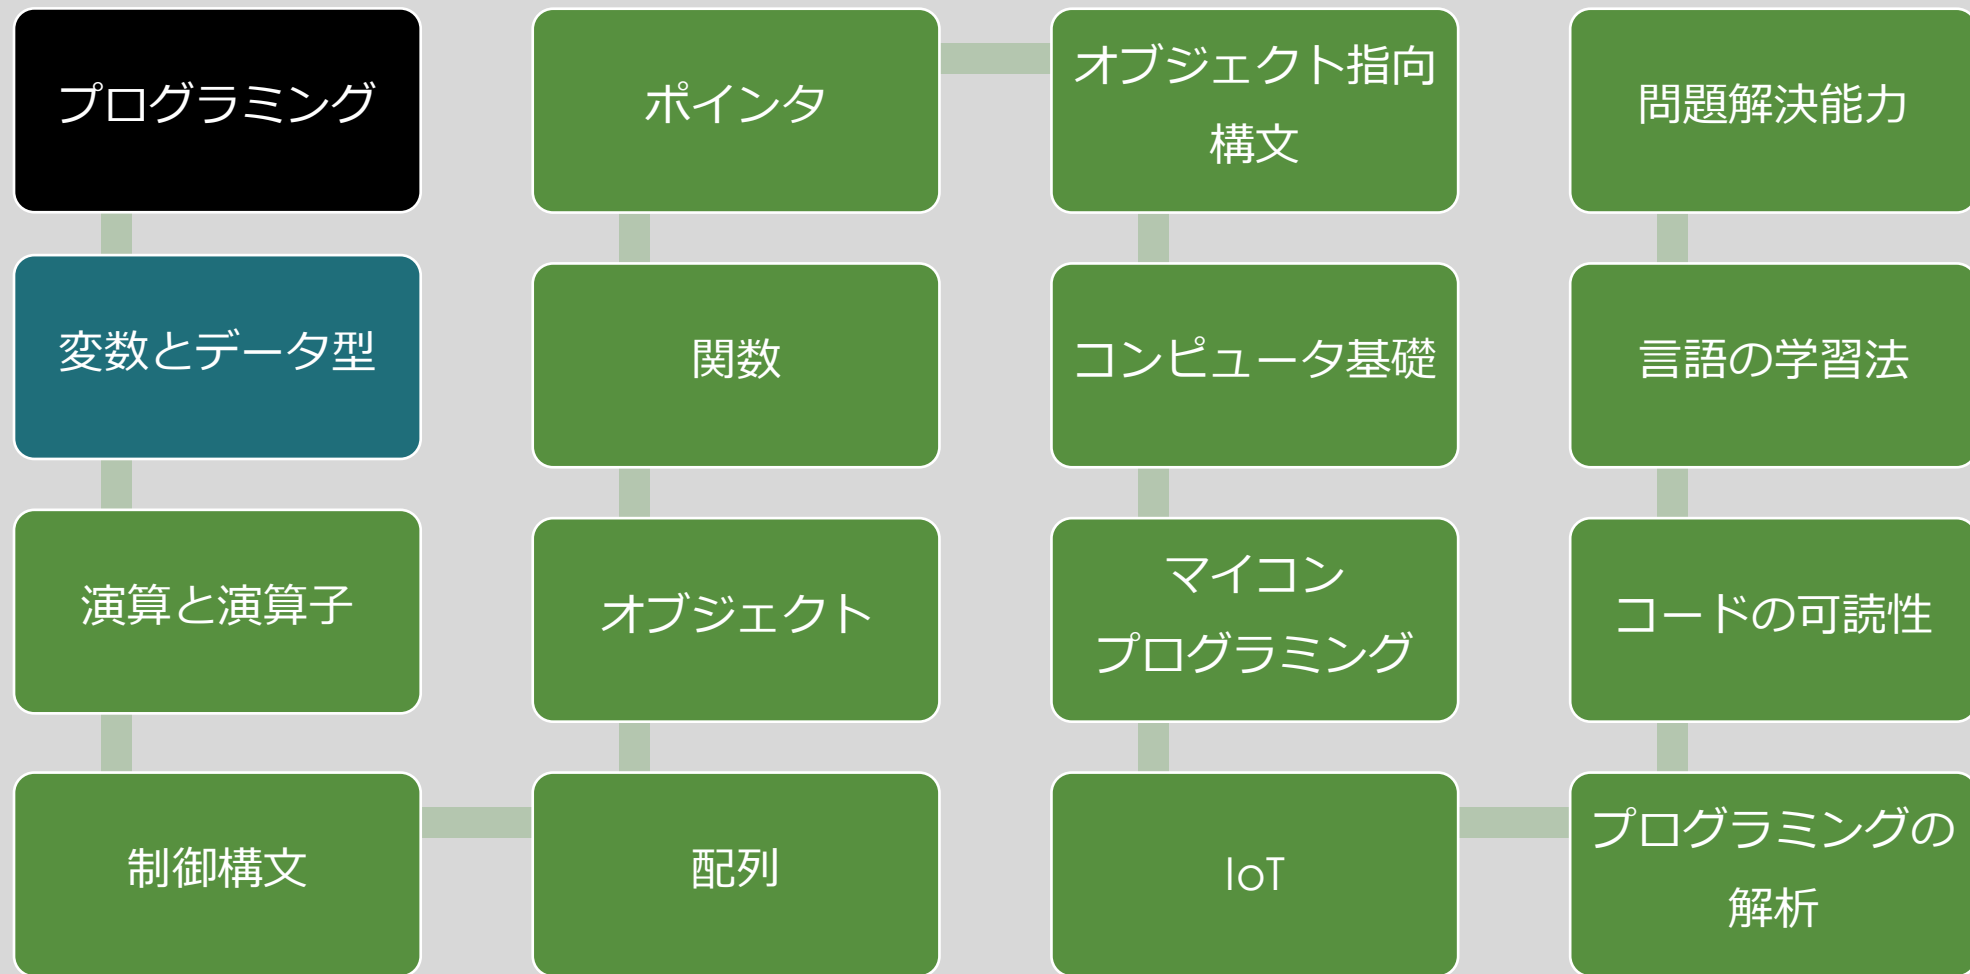 プログラミング
変数とデータ型
演算と演算子
制御構文
配列
オブジェクト
関数
ポインタ
オブジェクト指向
構文
コンピュータ基礎
マイコン
プログラミング
IoT
プログラミングの
解析
コードの可読性
言語の学習法
問題解決能力